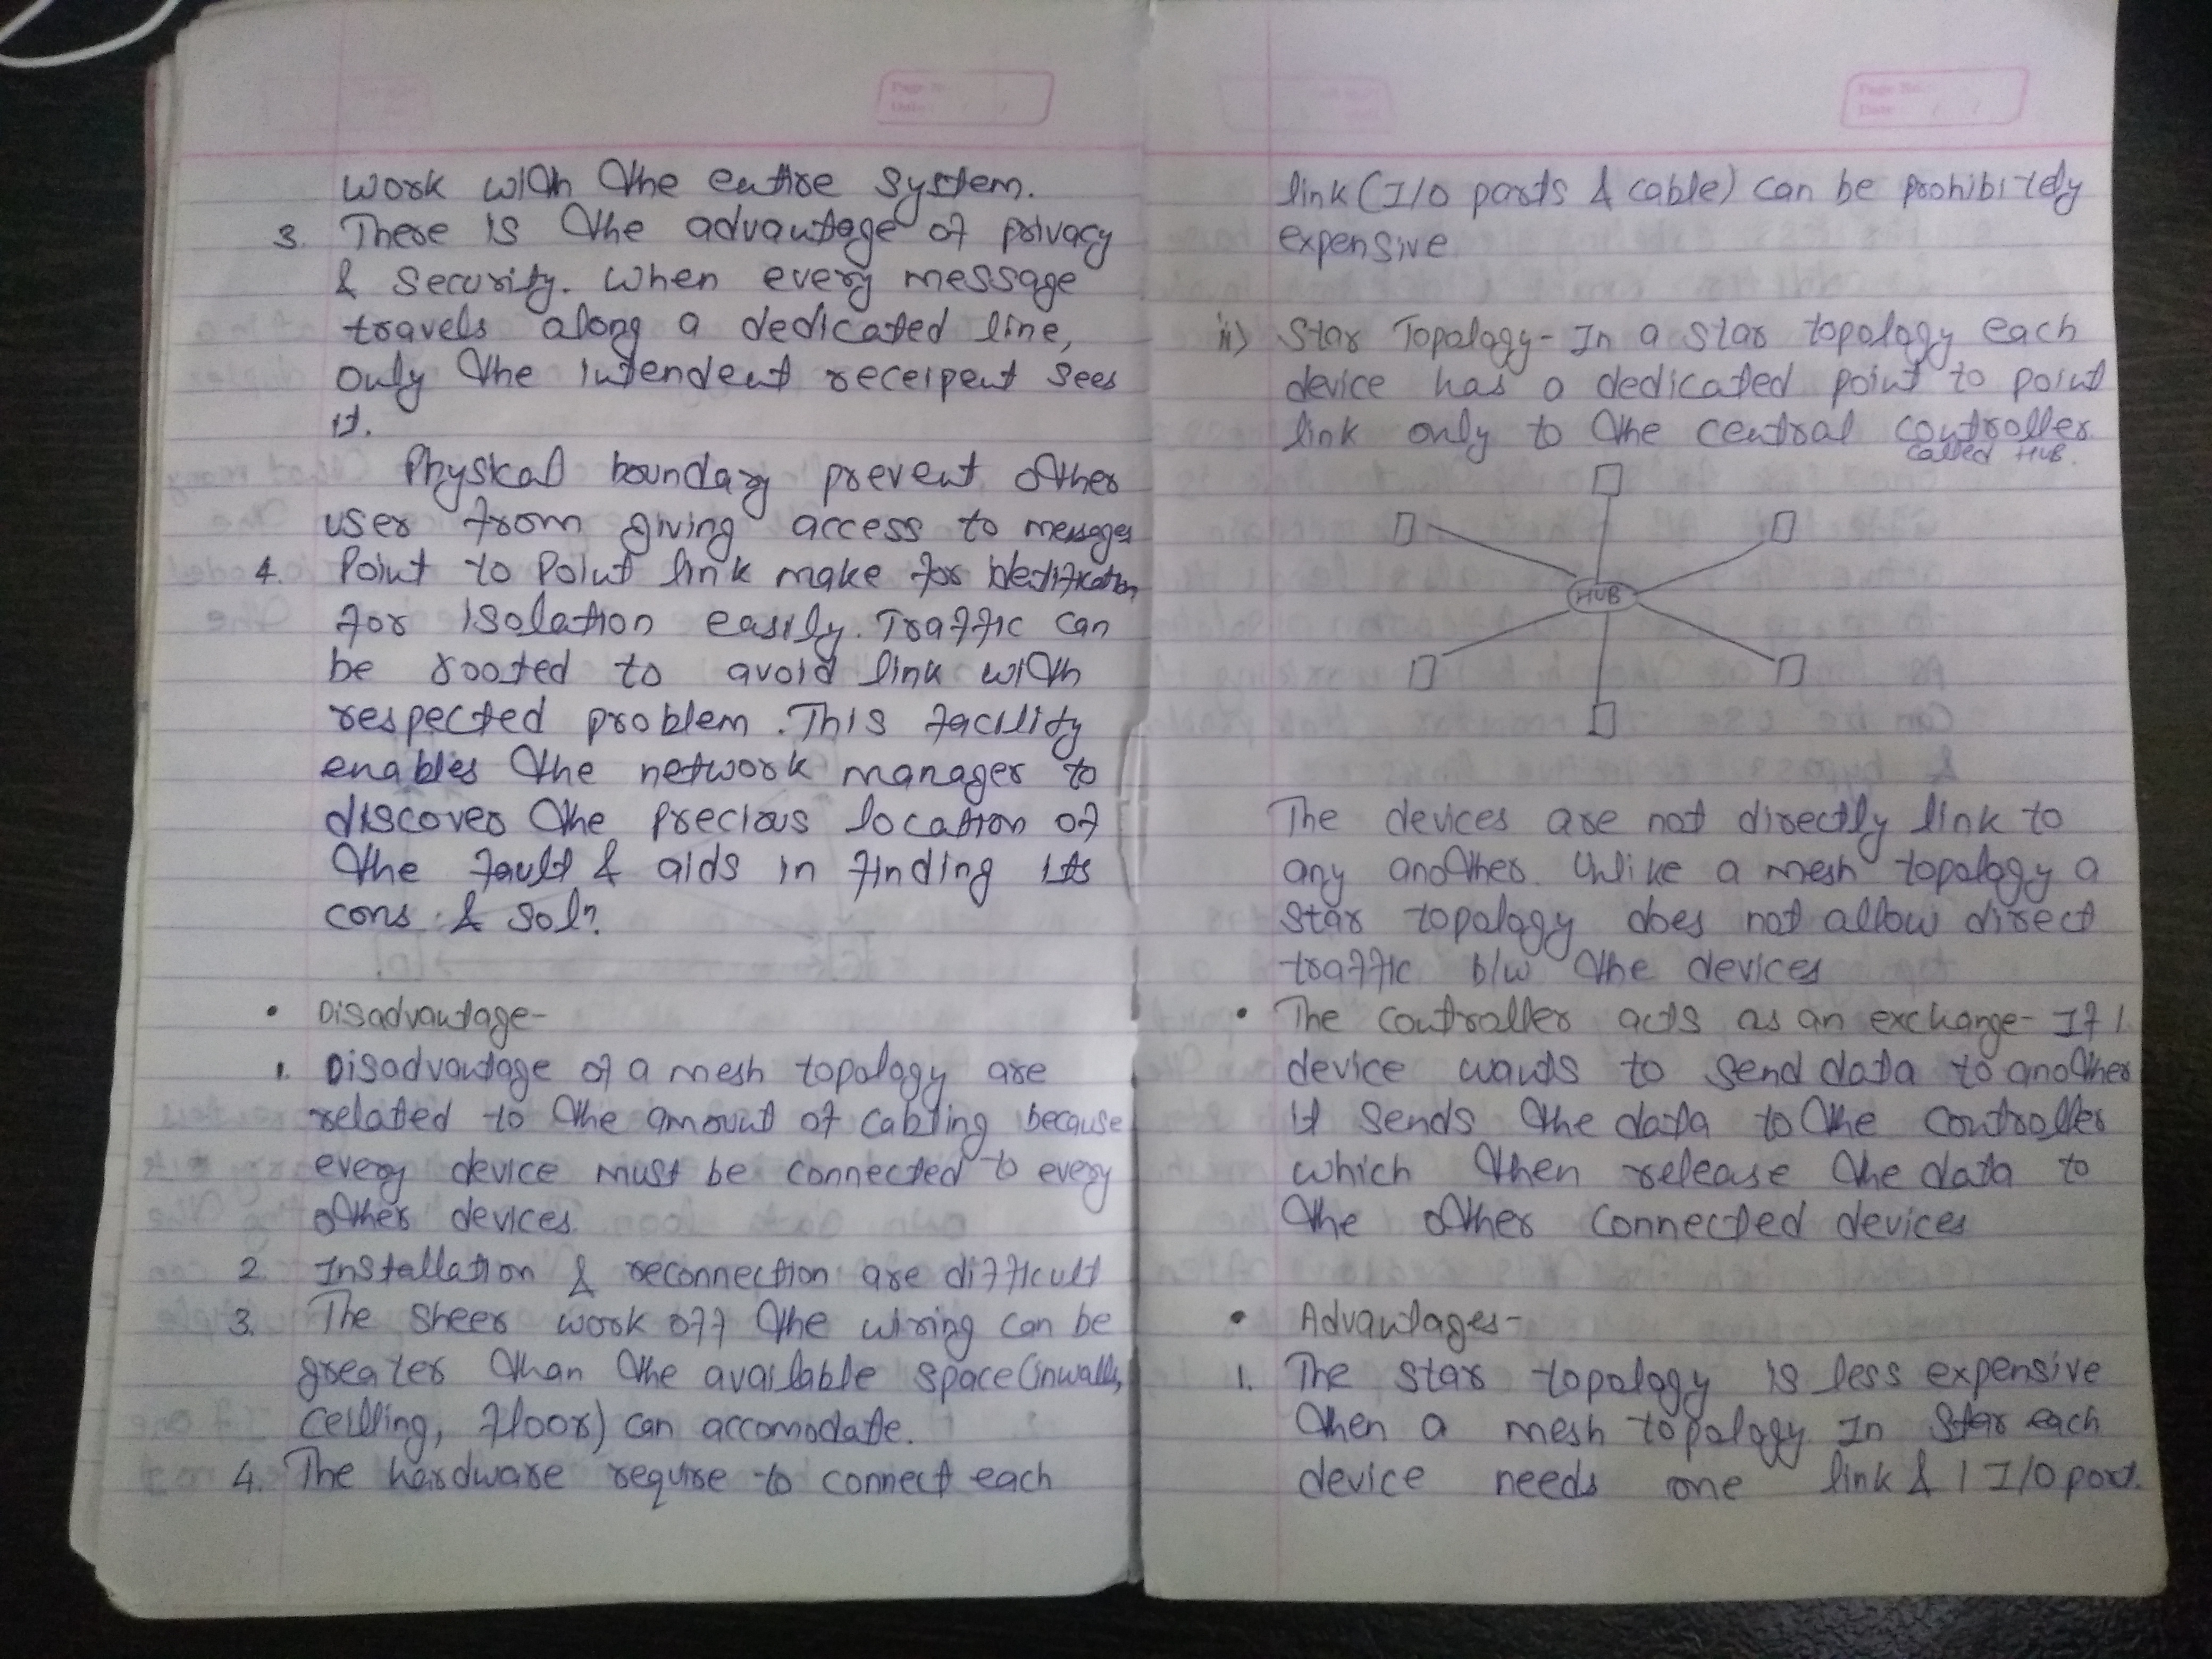 Page No.
Date
work with the entire system.
3. There is the advantage of privacy
& security. When every message
travels along a dedicated line,
only the intendent receipent sees
it.
Physical boundary prevent other
user from giving access to messages
4. Point to Point link make for
for isolation easily. Traffic can
be rooted to avoid link with
respected problem. This facility
enables the network manager to
discover the precious location of
the fault & aids in finding its
cons & soln.
• Disadvantage-
1. Disadvantage of a mesh topology are
related to the amount of cabling because
every device must be connected to every
other devices.
2. Installation & reconnection are difficult
3. The sheer work off the wiring can be
greater than the available space (in walls,
ceilling, floor) can accomodate.
4. The hardware require to connect each
Page No.
Date
link (I/O parts & cable) can be prohibitely
expensive
ii) Star Topology- In a star topology each
device has a dedicated point to point
link only to the central controller
called HUB.
HUB
The devices are not directly link to
any another. Unlike a mesh topology a
star topology does not allow direct
traffic b/w the devices
• The controller acts as an exchange- If 1
device wants to send data to another
it sends the data to the controller
which then release the data to
the other connected devices
• Advantages-
1. The star topology is less expensive
then a mesh topology In star each
device needs one link & 1 I/O port.